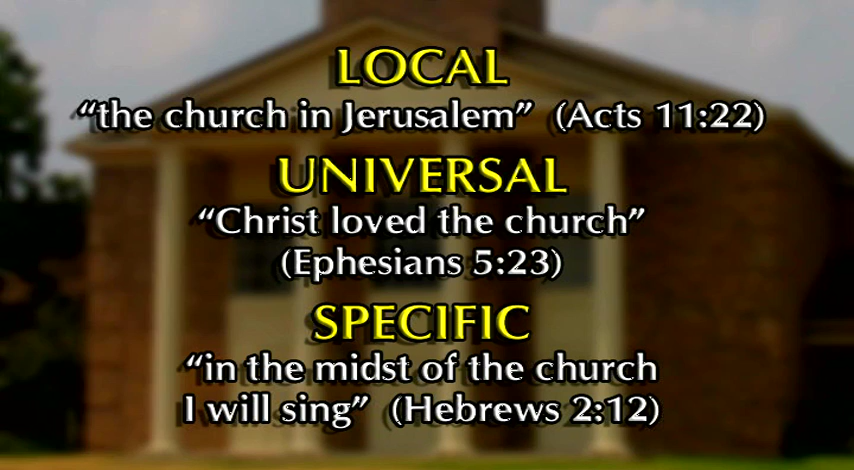 LOCAL
“the church in Jerusalem” (Acts 11:22)
UNIVERSAL
“Christ loved the church”
(Ephesians 5:23)
SPECIFIC
“in the midst of the church
I will sing” (Hebrews 2:12)